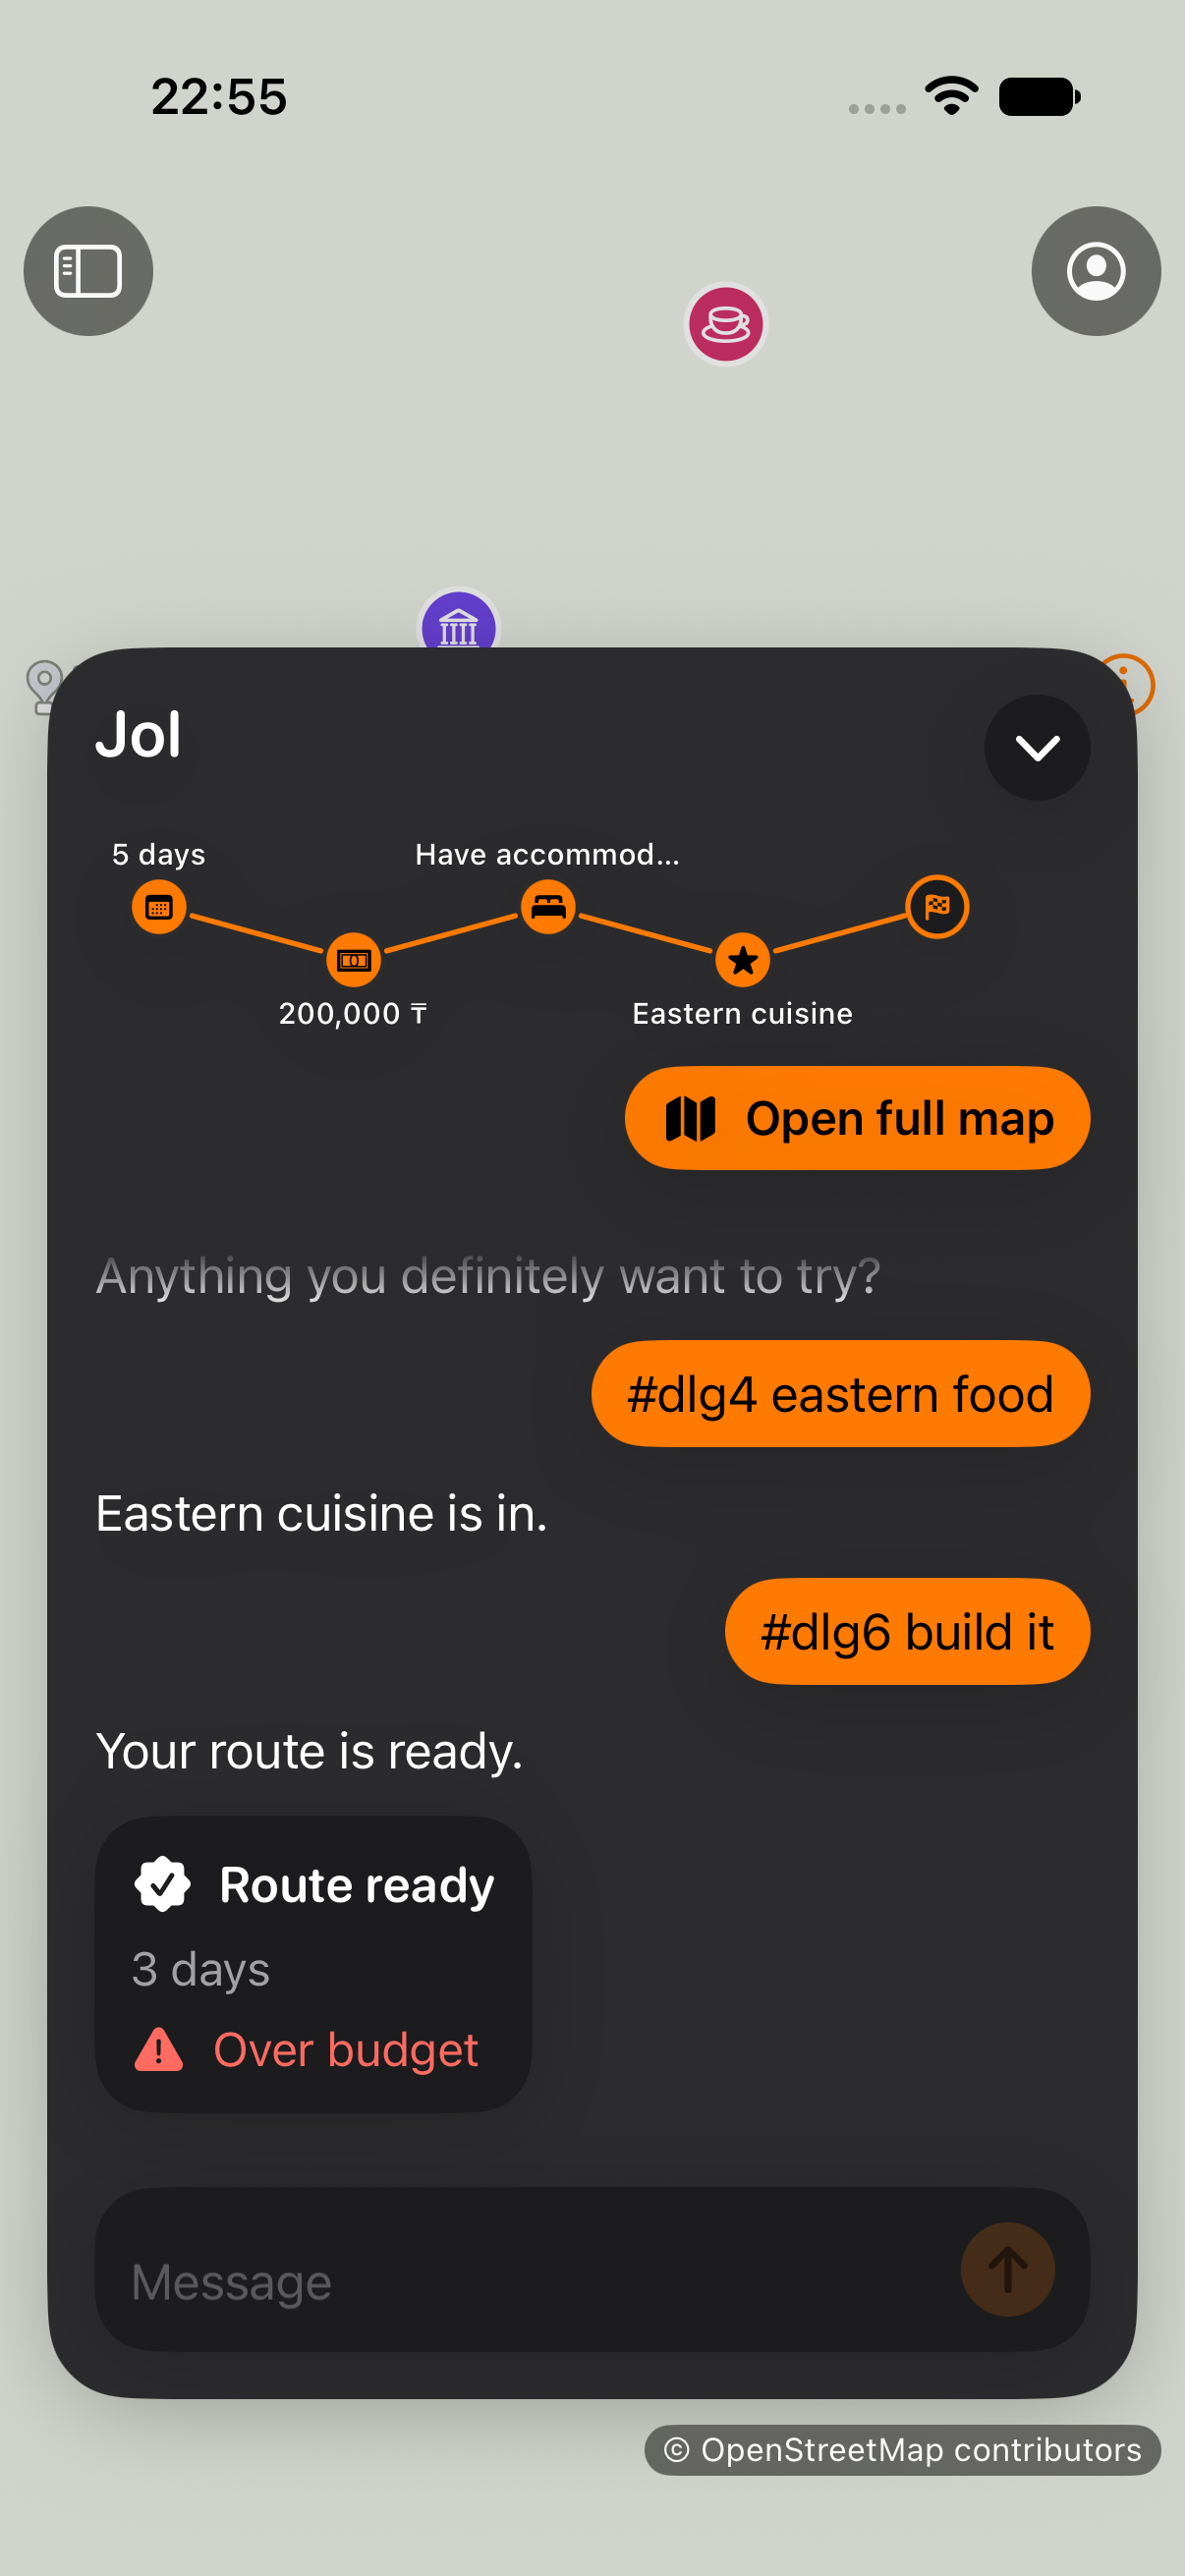 22:55
Jol
5 days
Have accommod...
200,000 ₸
Eastern cuisine
Open full map
Anything you definitely want to try?
#dlg4 eastern food
Eastern cuisine is in.
#dlg6 build it
Your route is ready.
Route ready
3 days
Over budget
Message
© OpenStreetMap contributors